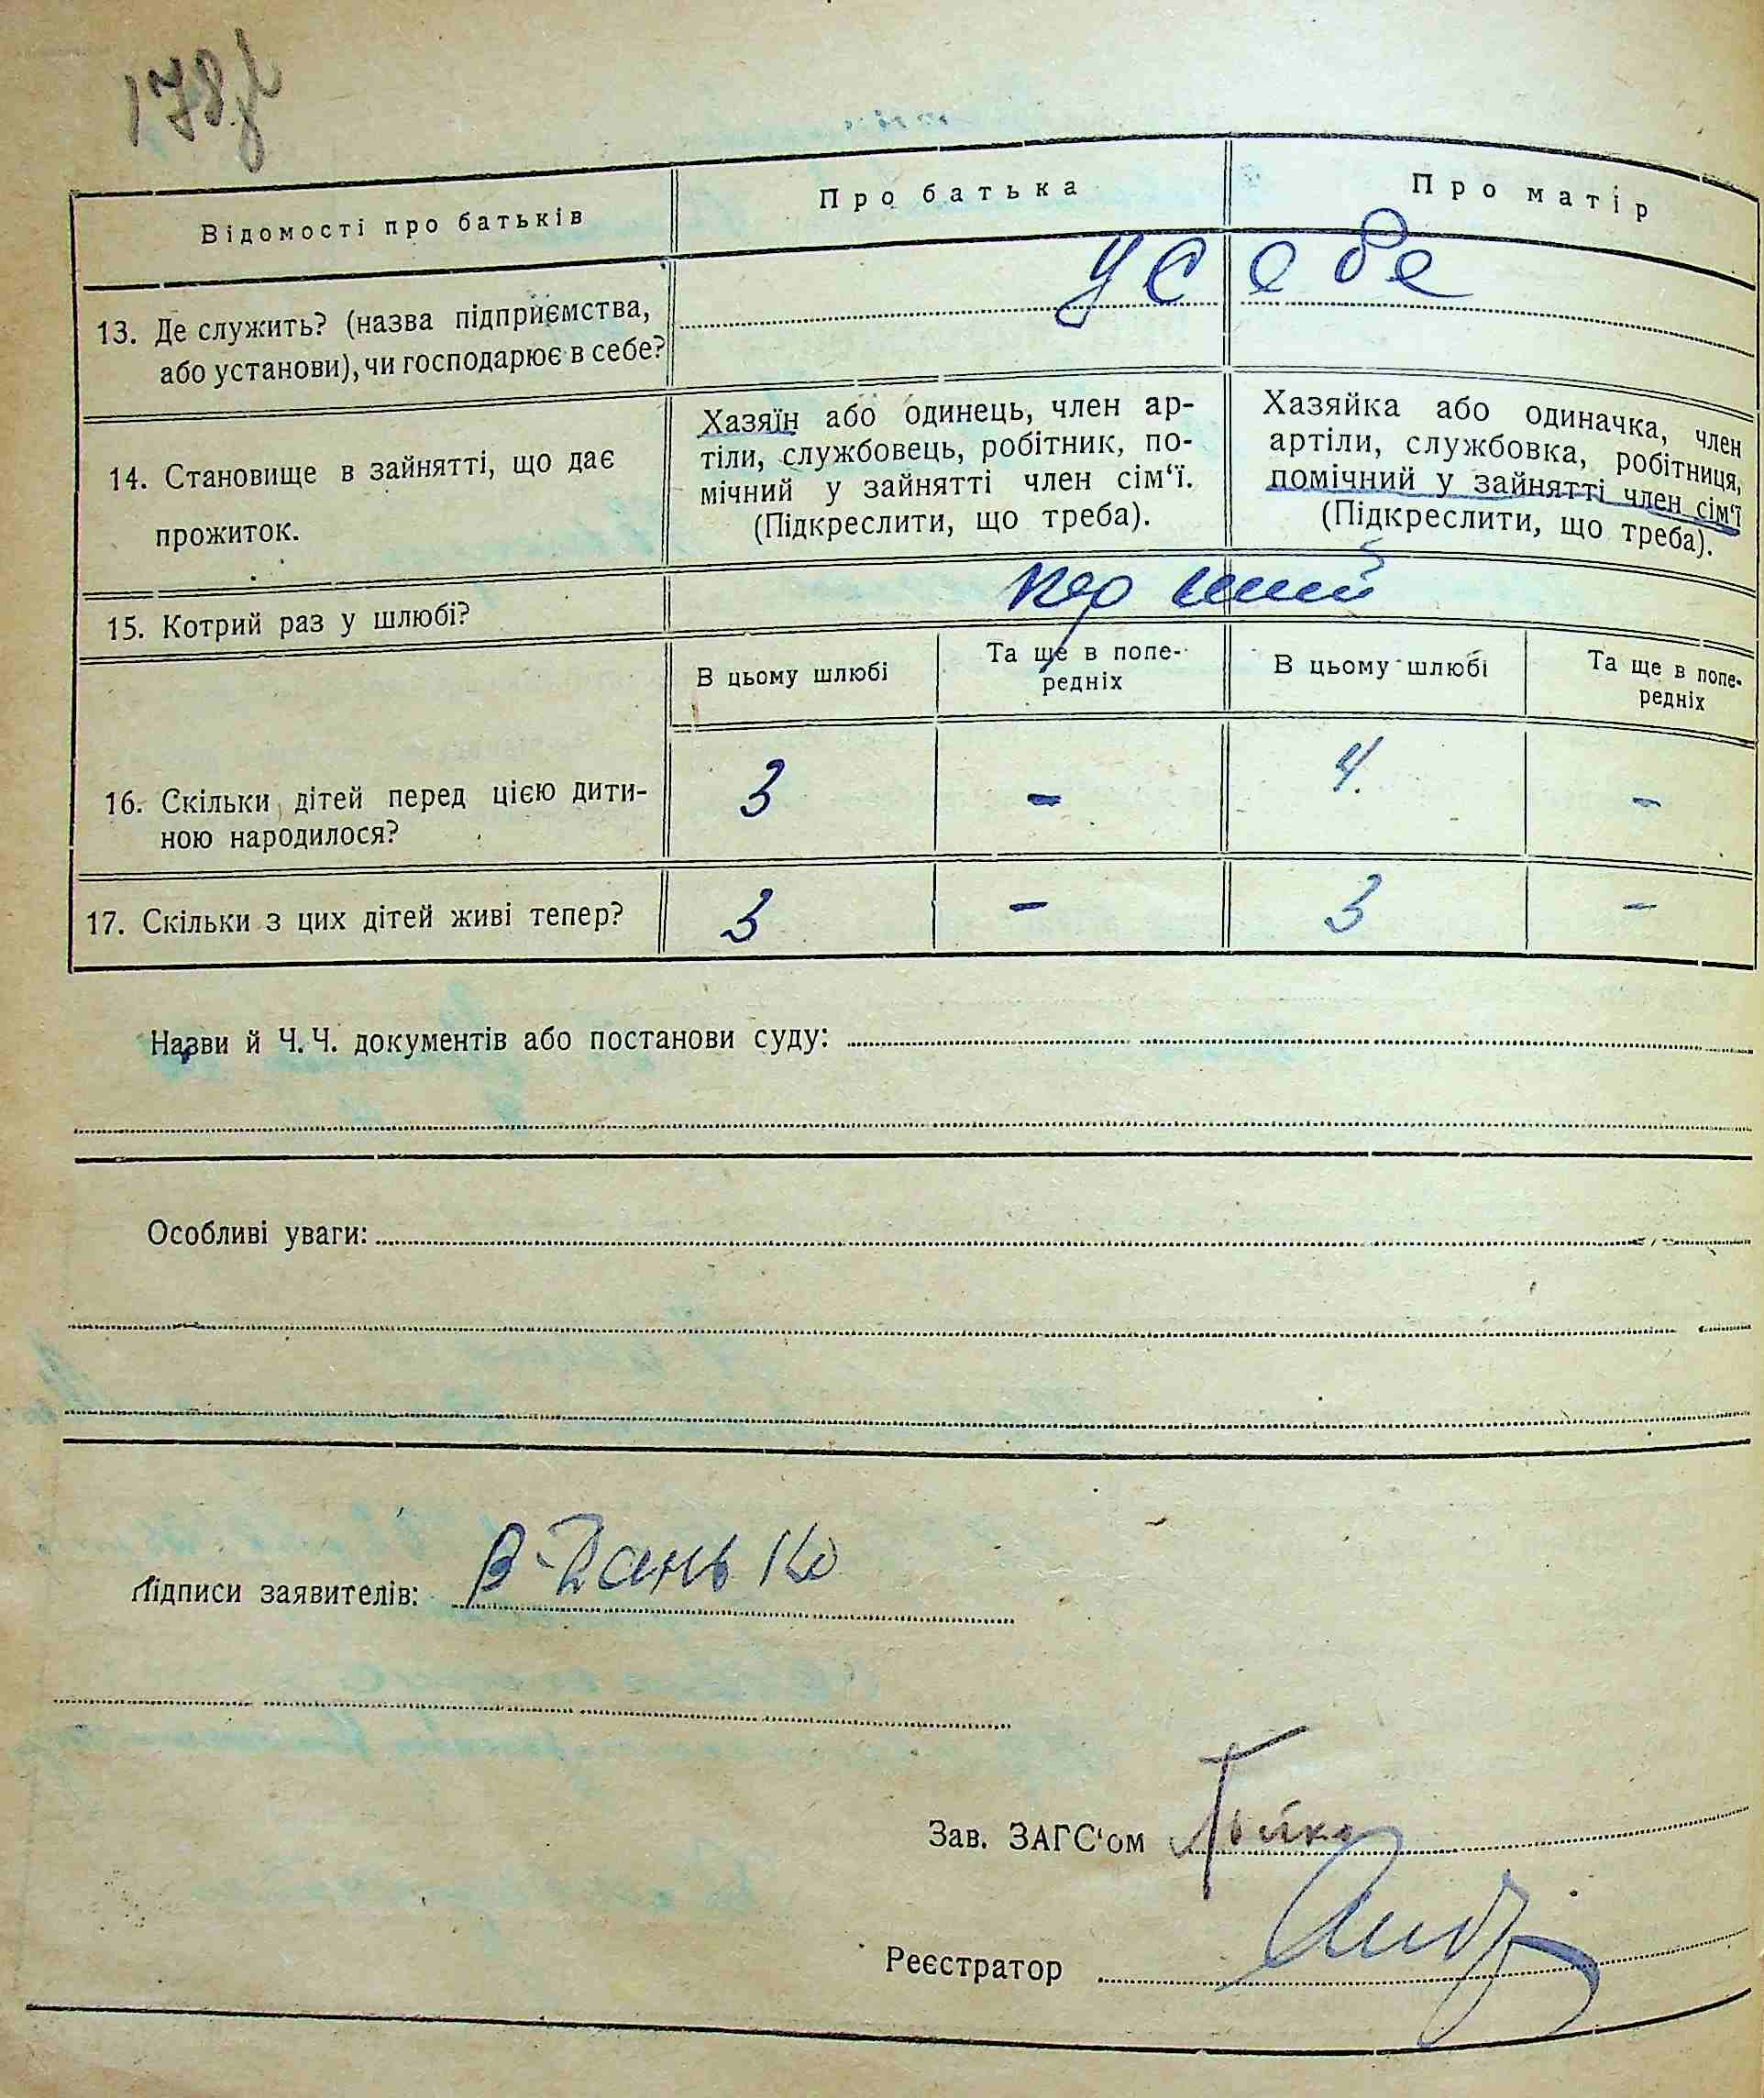 178
Відомості про батьків
Про батька
Про матір
13. Де служить? (назва підприємства,
або установи), чи господарює в себе?
у себе
14. Становище в зайнятті, що дає
прожиток.
Хазяїн або одинець, член ар-
тіли, службовець, робітник, по-
мічний у зайнятті член сім‘ї.
(Підкреслити, що треба).
Хазяйка або одиначка, член
артіли, службовка, робітниця,
помічний у зайнятті член сім‘ї
(Підкреслити, що треба).
15. Котрий раз у шлюбі?
перший
В цьому шлюбі
Та ще в попе-
редніх
В цьому шлюбі
Та ще в попе-
редніх
16. Скільки дітей перед цією дити-
ною народилося?
3 - 4 -
17. Скільки з цих дітей живі тепер?
3 - 3 -
Назви й Ч.Ч. документів або постанови суду:
Особливі уваги:
Підписи заявителів: В-Данько
Зав. ЗАГС‘ом
Реєстратор